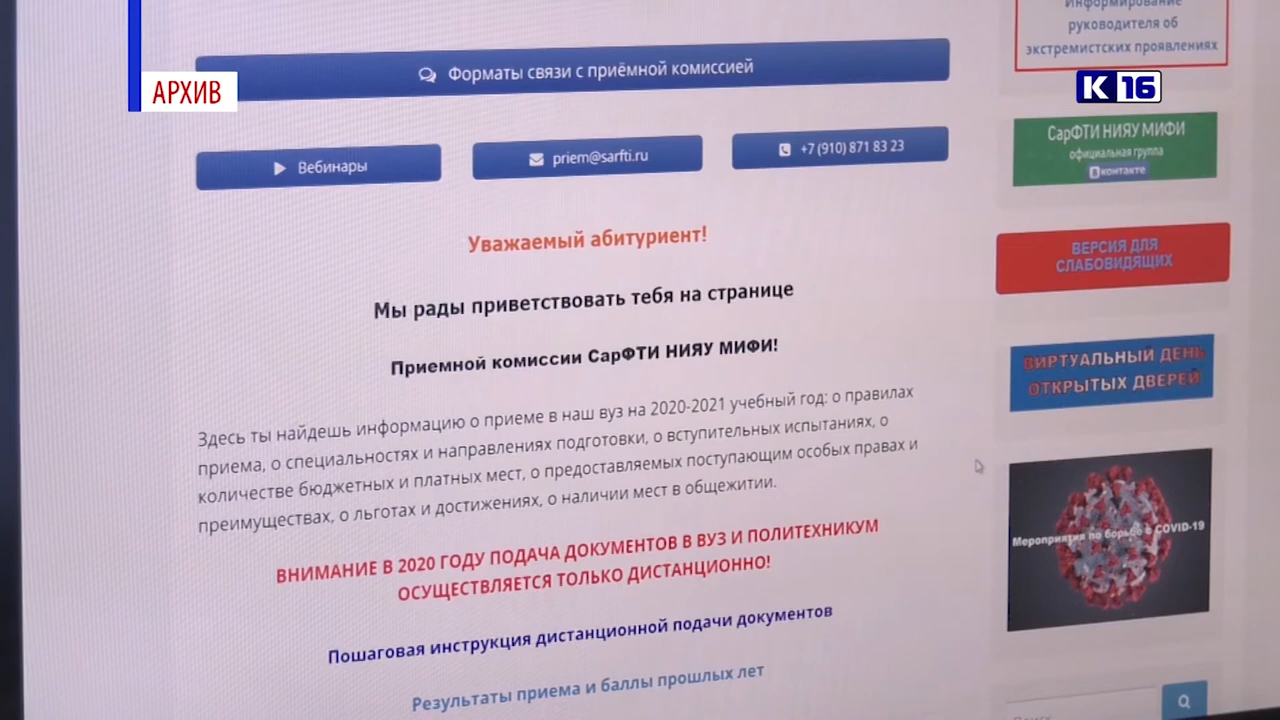 АРХИВ
К 16
Форматы связи с приёмной комиссией
Вебинары
priem@sarfti.ru
+7 (910) 871 83 23
Уважаемый абитуриент!
Мы рады приветствовать тебя на странице
Приемной комиссии СарФТИ НИЯУ МИФИ!
Здесь ты найдешь информацию о приеме в наш вуз на 2020-2021 учебный год: о правилах
приема, о специальностях и направлениях подготовки, о вступительных испытаниях, о
количестве бюджетных и платных мест, о предоставляемых поступающим особых правах и
преимуществах, о льготах и достижениях, о наличии мест в общежитии.
ВНИМАНИЕ В 2020 ГОДУ ПОДАЧА ДОКУМЕНТОВ В ВУЗ И ПОЛИТЕХНИКУМ
ОСУЩЕСТВЛЯЕТСЯ ТОЛЬКО ДИСТАНЦИОННО!
Пошаговая инструкция дистанционной подачи документов
Результаты приема и баллы прошлых лет
Информирование
руководителя об
экстремистских проявлениях
СарФТИ НИЯУ МИФИ
официальная группа
Вконтакте
ВЕРСИЯ ДЛЯ
СЛАБОВИДЯЩИХ
ВИРТУАЛЬНЫЙ ДЕНЬ
ОТКРЫТЫХ ДВЕРЕЙ
Мероприятия по борьбе с COVID-19
Поиск